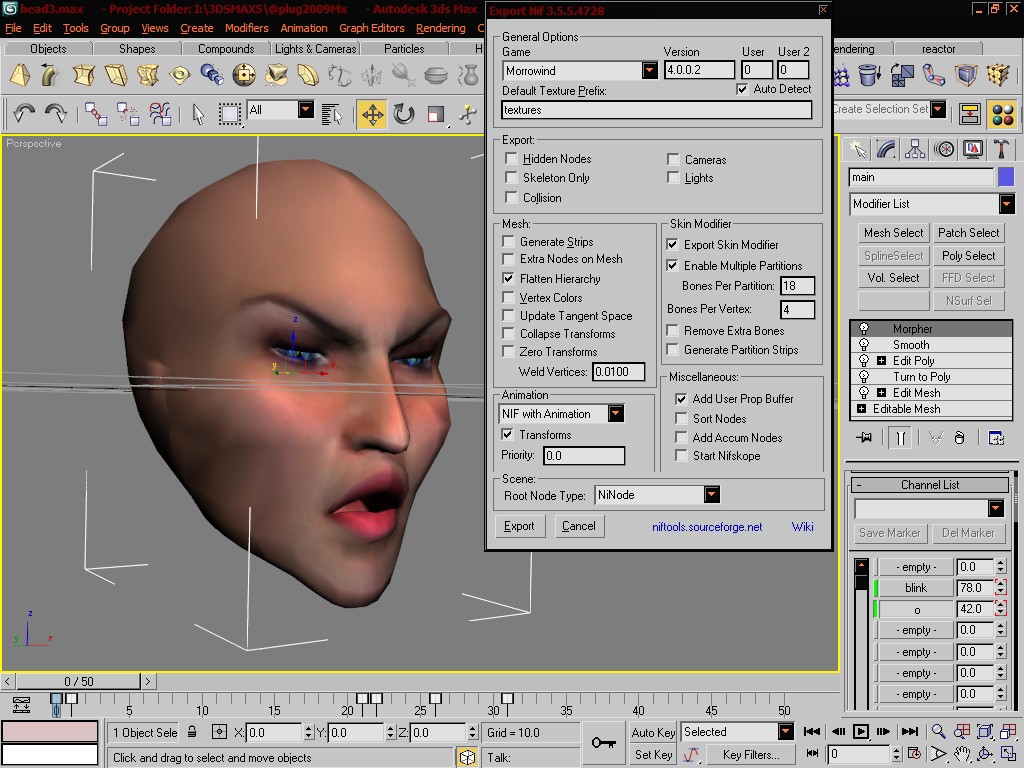 head3.max - Project Folder: I:\3DSMAX5\@plug2009Mx - Autodesk 3ds Max
Export Nif 3.5.5.4728
File Edit Tools Group Views Create Modifiers Animation Graph Editors Rendering
Objects Shapes Compounds Lights & Cameras Particles H
endering reactor
All
Create Selection Set
Perspective
General Options
Game Version User User 2
Morrowind 4.0.0.2 0 0
Default Texture Prefix: Auto Detect
textures
Export:
Hidden Nodes Cameras
Skeleton Only Lights
Collision
Mesh:
Generate Strips
Extra Nodes on Mesh
Flatten Hierarchy
Vertex Colors
Update Tangent Space
Collapse Transforms
Zero Transforms
Weld Vertices: 0.0100
Skin Modifier
Export Skin Modifier
Enable Multiple Partitions
Bones Per Partition: 18
Bones Per Vertex: 4
Remove Extra Bones
Generate Partition Strips
Animation
NIF with Animation
Transforms
Priority: 0.0
Miscellaneous:
Add User Prop Buffer
Sort Nodes
Add Accum Nodes
Start Nifskope
Scene:
Root Node Type: NiNode
Export Cancel niftools.sourceforge.net Wiki
main
Modifier List
Mesh Select Patch Select
SplineSelect Poly Select
Vol. Select FFD Select
NSurf Sel
Morpher
Smooth
Edit Poly
Turn to Poly
Edit Mesh
Editable Mesh
- Channel List
Save Marker Del Marker
- empty - 0.0
blink 78.0
o 42.0
- empty - 0.0
- empty - 0.0
- empty - 0.0
- empty - 0.0
z
y
x
z
y
x
< 0 / 50 >
0 5 10 15 20 25 30 35 40 45 50
1 Object Sele X: 0.0 Y: 0.0 Z: 0.0 Grid = 10.0 Auto Key Selected
Click and drag to select and move objects Talk: Set Key Key Filters... 0